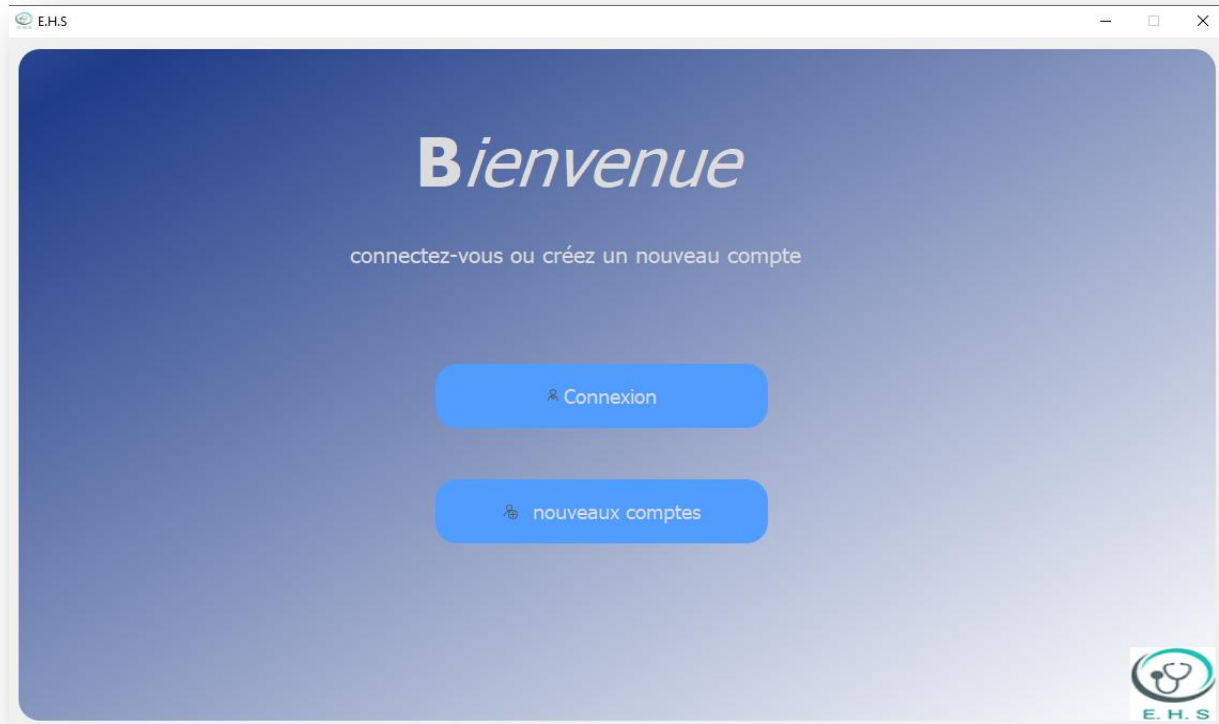 E.H.S
Bienvenue
connectez-vous ou créez un nouveau compte
Connexion
nouveaux comptes
E. H. S